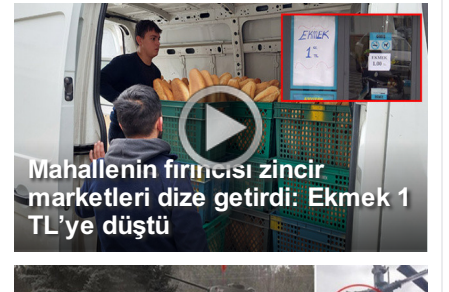 EKMEK
1
EKMEK
1.00
Mahallenin fırıncısı zincir
marketleri dize getirdi: Ekmek 1
TL'ye düştü